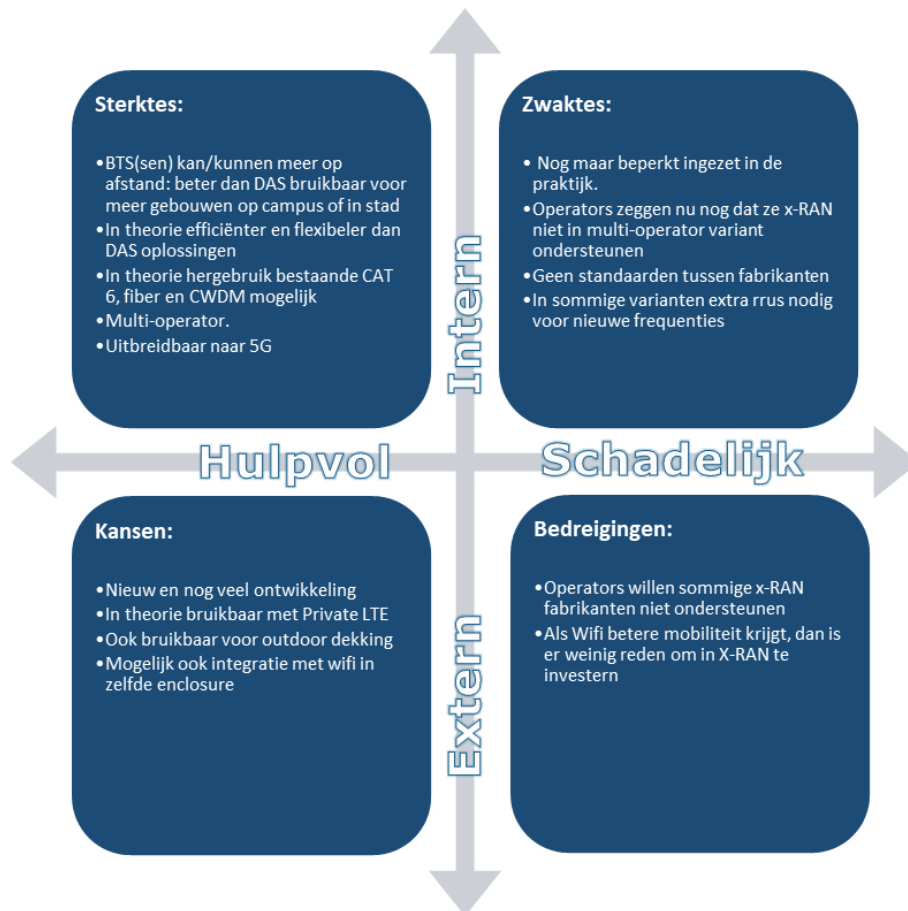 Sterktes:
•BTS(sen) kan/kunnen meer op
afstand: beter dan DAS bruikbaar voor
meer gebouwen op campus of in stad
•In theorie efficiënter en flexibeler dan
DAS oplossingen
•In theorie hergebruik bestaande CAT
6, fiber en CWDM mogelijk
•Multi-operator.
•Uitbreidbaar naar 5G
Intern
Zwaktes:
• Nog maar beperkt ingezet in de
praktijk.
•Operators zeggen nu nog dat ze x-RAN
niet in multi-operator variant
ondersteunen
•Geen standaarden tussen fabrikanten
•In sommige varianten extra rrus nodig
voor nieuwe frequenties
Hulpvol
Schadelijk
Kansen:
•Nieuw en nog veel ontwikkeling
•In theorie bruikbaar met Private LTE
•Ook bruikbaar voor outdoor dekking
•Mogelijk ook integratie met wifi in
zelfde enclosure
Extern
Bedreigingen:
•Operators willen sommige x-RAN
fabrikanten niet ondersteunen
•Als Wifi betere mobiliteit krijgt, dan is
er weinig reden om in X-RAN te
investern